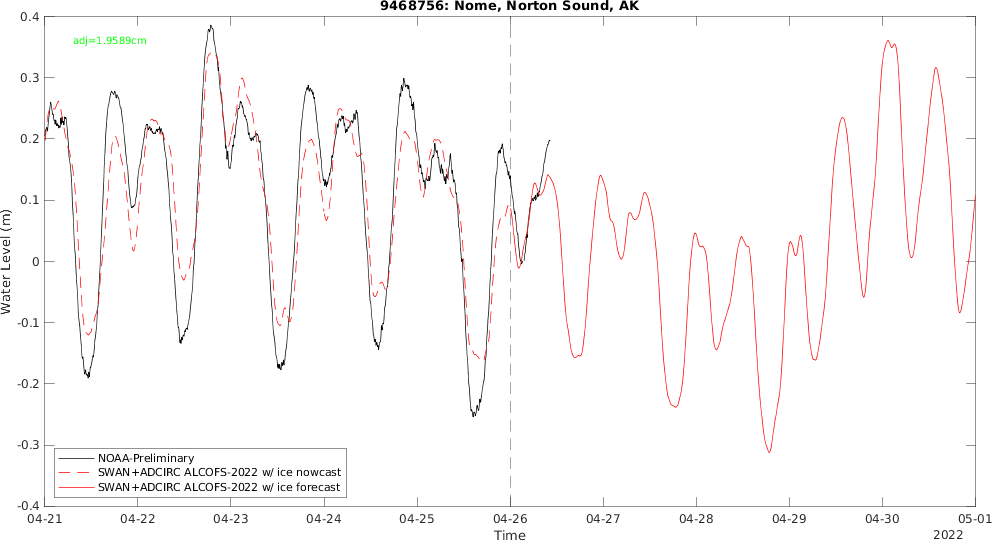 9468756: Nome, Norton Sound, AK
adj=1.9589cm
0.4
0.3
0.2
0.1
0
-0.1
-0.2
-0.3
-0.4
Water Level (m)
NOAA-Preliminary
SWAN+ADCIRC ALCOFS-2022 w/ ice nowcast
SWAN+ADCIRC ALCOFS-2022 w/ ice forecast
04-21 04-22 04-23 04-24 04-25 04-26 04-27 04-28 04-29 04-30 05-01
Time
2022